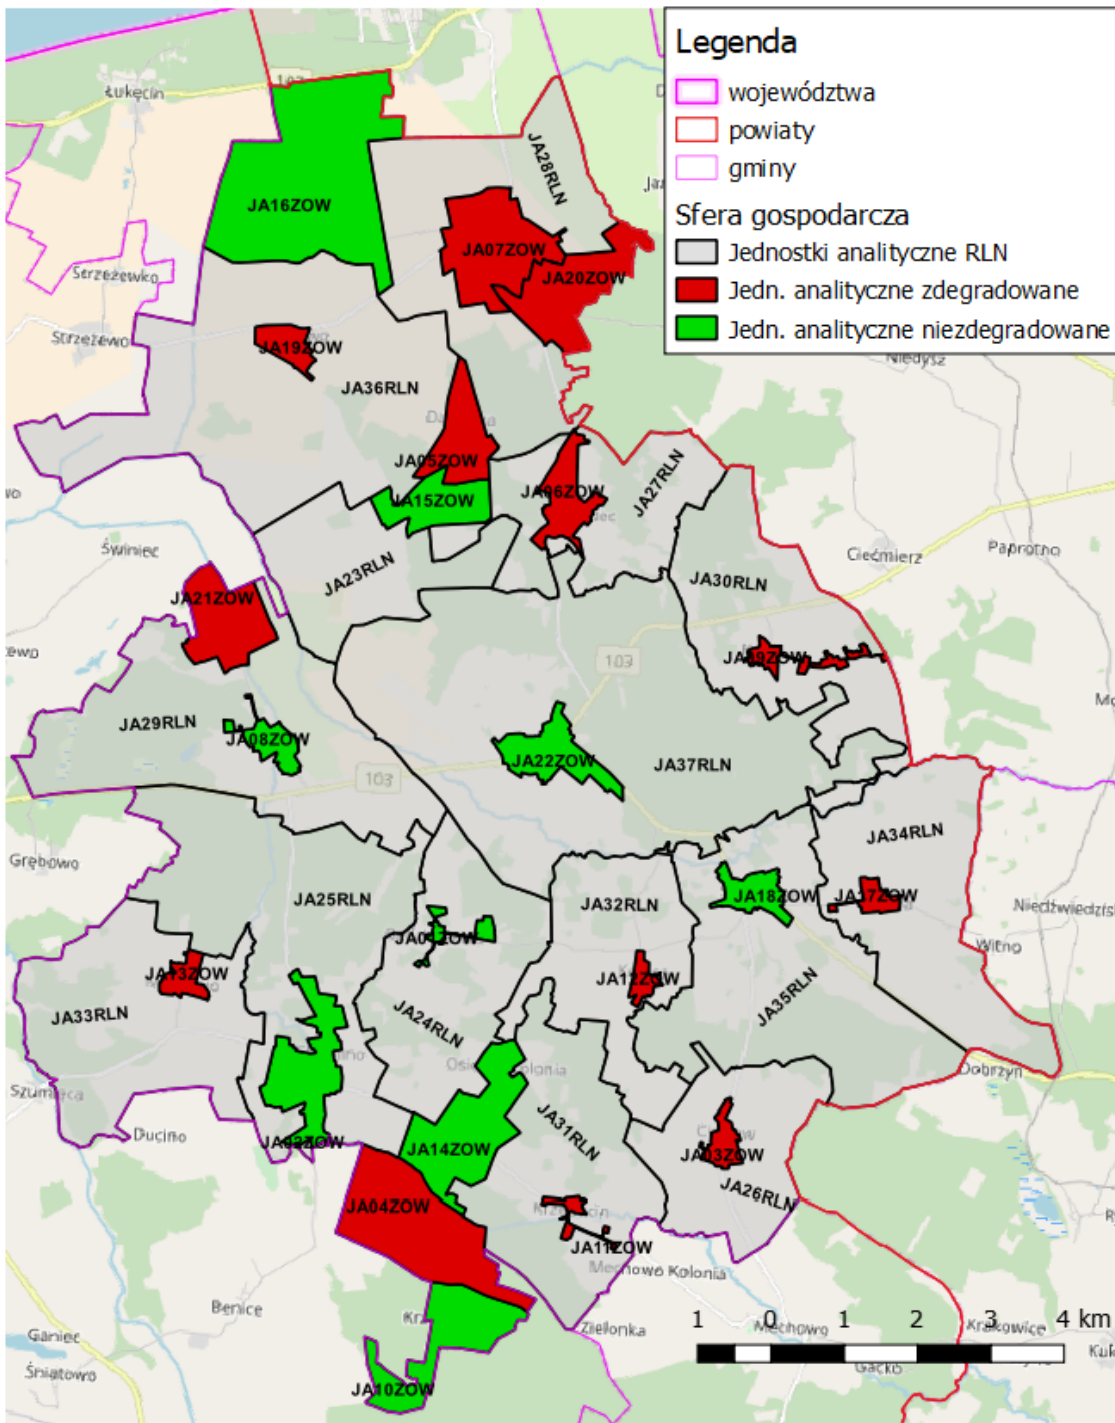 Legenda
województwa
powiaty
gminy
Sfera gospodarcza
Jednostki analityczne RLN
Jedn. analityczne zdegradowane
Jedn. analityczne niezdegradowane
Łukęcin
JA28RLN
JA16ZOW
JA07ZOW
JA20ZOW
Strzeżewko
Strzeżewo
JA19ZOW
Niedysz
JA36RLN
JA05ZOW
JA15ZOW
JA06ZOW
JA27RLN
Świniec
JA23RLN
JA30RLN
Ciećmierz
Paprotno
JA21ZOW
JA09ZOW
103
JA29RLN
JA08ZOW
JA22ZOW
JA37RLN
103
Grębowo
JA34RLN
JA25RLN
JA32RLN
JA18ZOW
JA17ZOW
JA01ZOW
Witno
JA13ZOW
JA12ZOW
JA33RLN
JA24RLN
JA35RLN
Dobrzyn
Ducino
JA31RLN
JA02ZOW
JA14ZOW
JA03ZOW
JA26RLN
JA04ZOW
JA11ZOW
Mechowo Kolonia
Benice
Zielonka
Mechowo
Krakowice
Ganiec
Śniatowo
Gacko
JA10ZOW
1 0 1 2 3 4 km